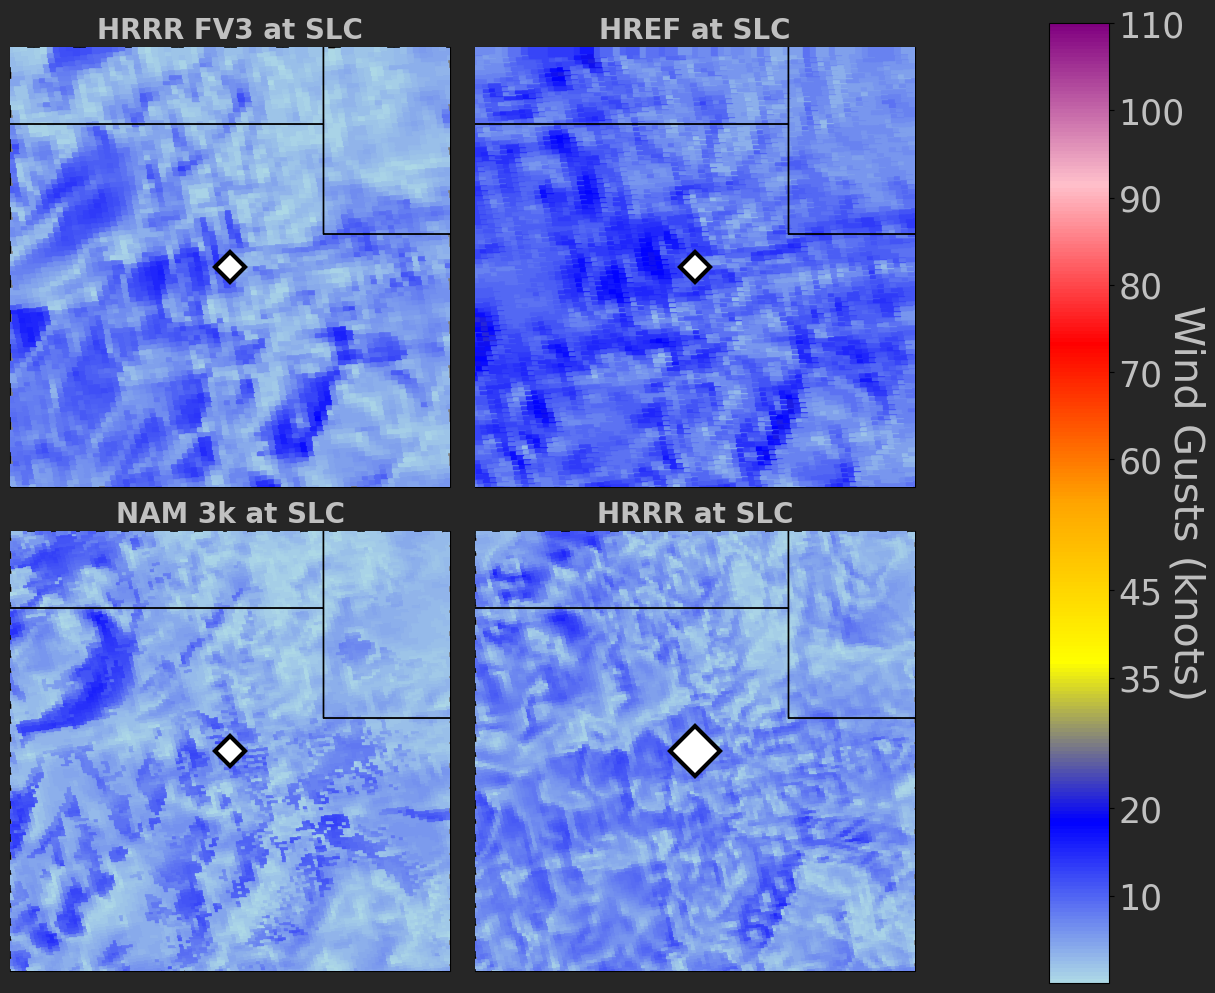 HRRR FV3 at SLC
HREF at SLC
NAM 3k at SLC
HRRR at SLC
110
100
90
80
70
60
45
35
20
10
Wind Gusts (knots)